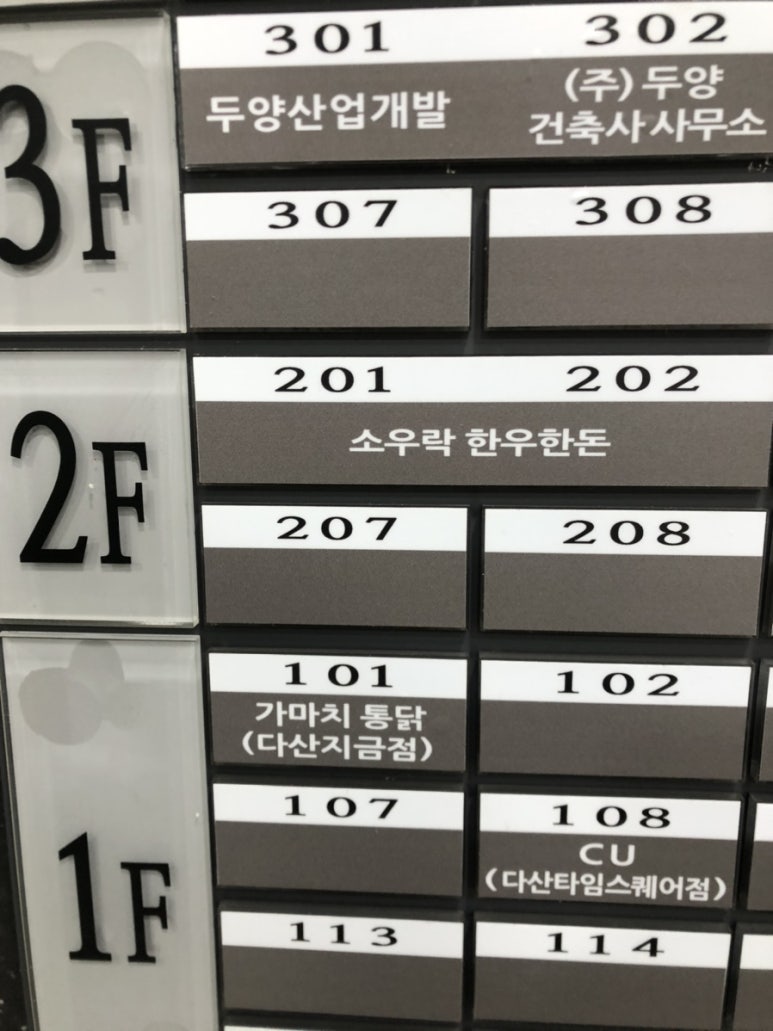 3F
301 302
두양산업개발
(주) 두양
건축사사무소
307 308
2F
201 202
소우락 한우한돈
207 208
1F
101 102
가마치 통닭
(다산지금점)
107 108
CU
(다산타임스퀘어점)
113 114